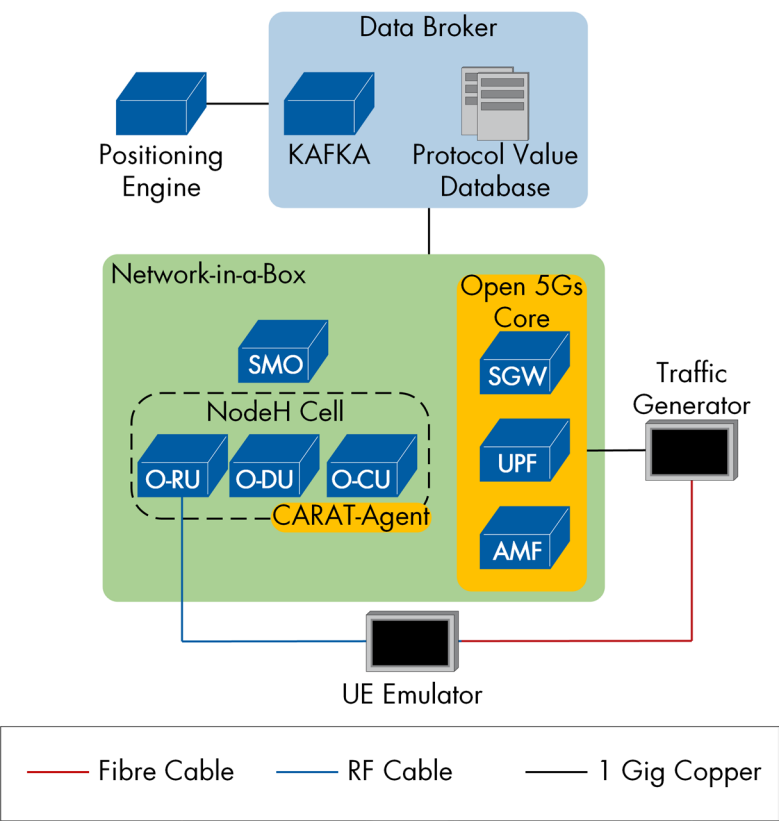 Data Broker
Positioning
Engine
KAFKA
Protocol Value
Database
Network-in-a-Box
Open 5Gs
Core
SMO
SGW
Traffic
Generator
NodeH Cell
O-RU
O-DU
O-CU
UPF
CARAT-Agent
AMF
UE Emulator
Fibre Cable
RF Cable
1 Gig Copper